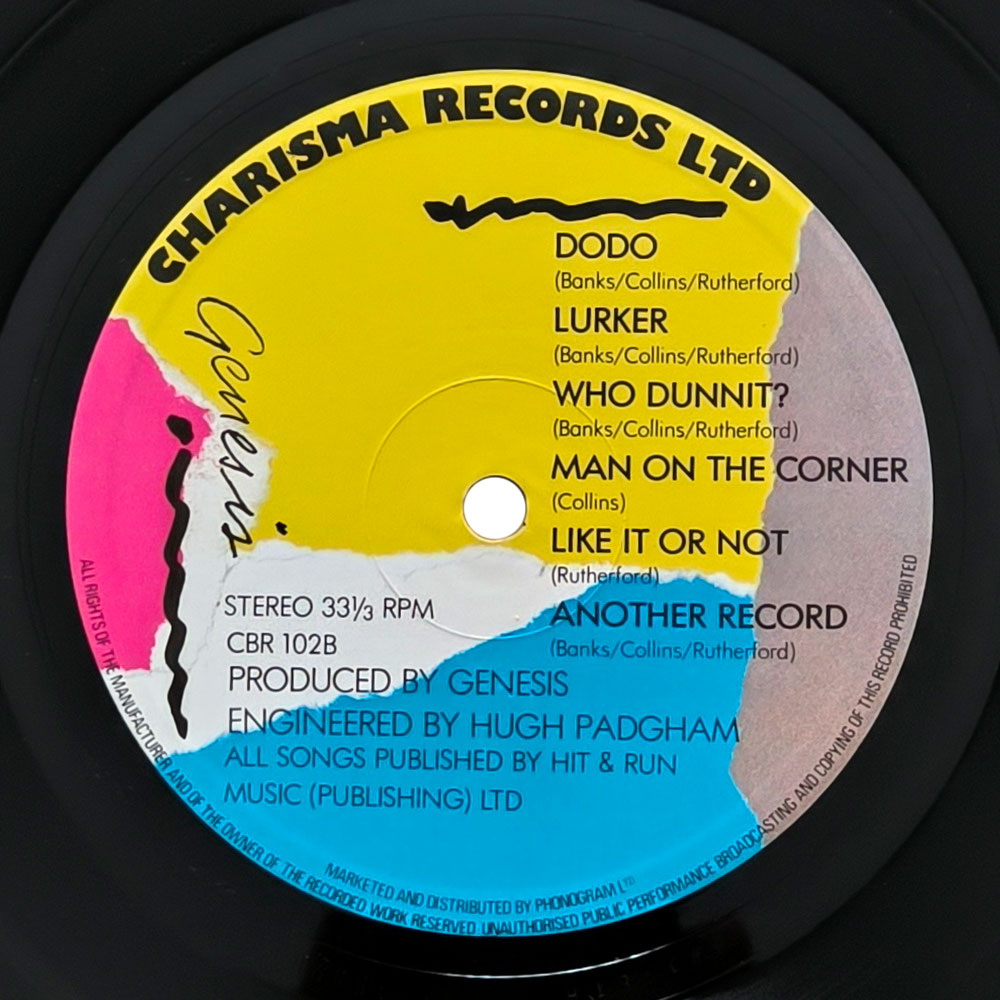 CHARISMA RECORDS LTD
Genesis
DODO
(Banks/Collins/Rutherford)
LURKER
(Banks/Collins/Rutherford)
WHO DUNNIT?
(Banks/Collins/Rutherford)
MAN ON THE CORNER
(Collins)
LIKE IT OR NOT
(Rutherford)
ANOTHER RECORD
(Banks/Collins/Rutherford)
STEREO 33⅓ RPM
CBR 102B
PRODUCED BY GENESIS
ENGINEERED BY HUGH PADGHAM
ALL SONGS PUBLISHED BY HIT & RUN
MUSIC (PUBLISHING) LTD
MARKETED AND DISTRIBUTED BY PHONOGRAM LTD
ALL RIGHTS OF THE MANUFACTURER AND OF THE OWNER OF THE RECORDED WORK RESERVED UNAUTHORISED PUBLIC PERFORMANCE BROADCASTING AND COPYING OF THIS RECORD PROHIBITED